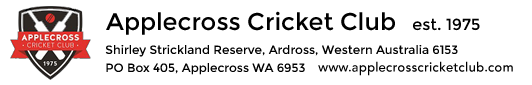 APPLECROSS
CRICKET CLUB
1975
Applecross Cricket Club est. 1975
Shirley Strickland Reserve, Ardross, Western Australia 6153
PO Box 405, Applecross WA 6953 www.applecrosscricketclub.com